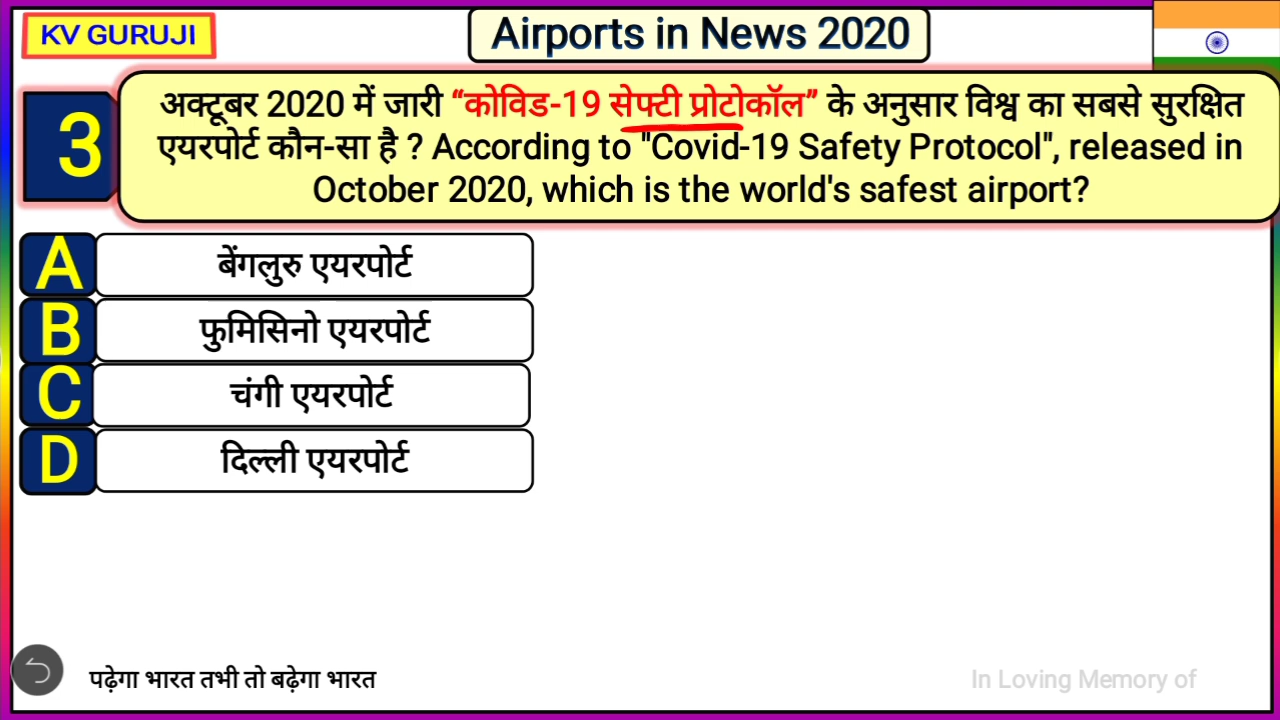 KV GURUJI
Airports in News 2020
3
अक्टूबर 2020 में जारी “कोविड-19 सेफ्टी प्रोटोकॉल” के अनुसार विश्व का सबसे सुरक्षित
एयरपोर्ट कौन-सा है ? According to "Covid-19 Safety Protocol", released in
October 2020, which is the world's safest airport?
A बेंगलुरु एयरपोर्ट
B फुमिसिनो एयरपोर्ट
C चंगी एयरपोर्ट
D दिल्ली एयरपोर्ट
पढ़ेगा भारत तभी तो बढ़ेगा भारत
In Loving Memory of